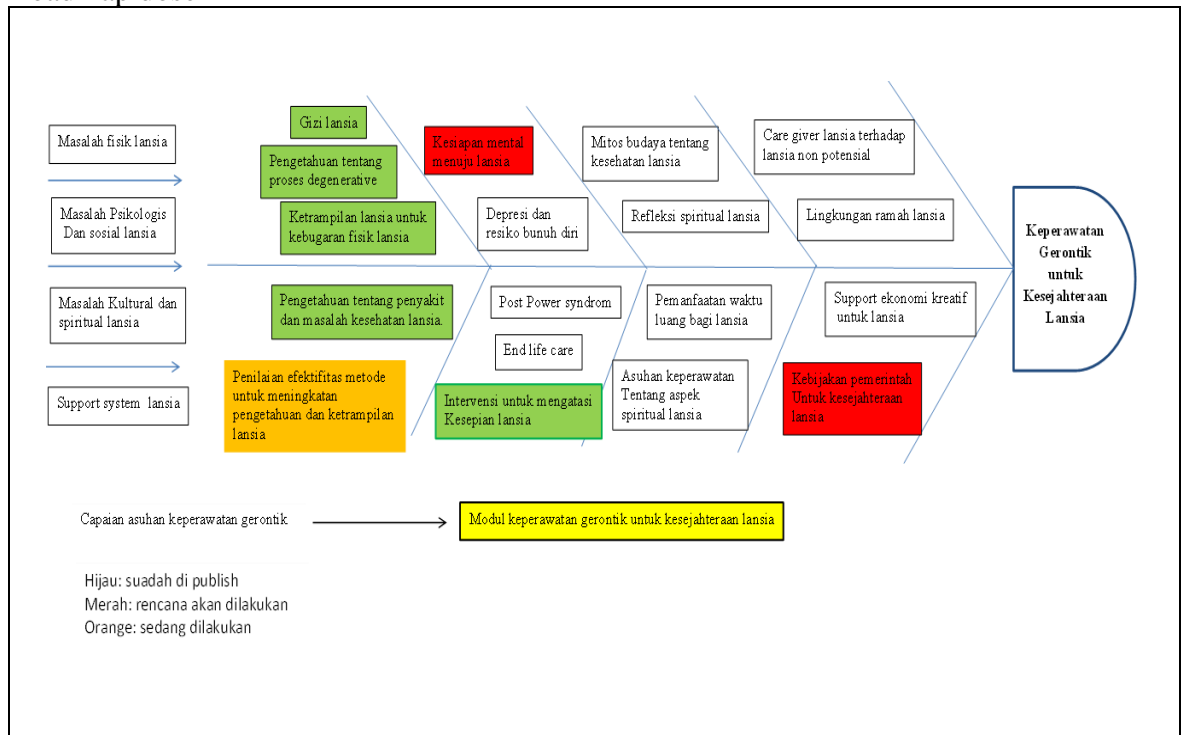 Masalah fisik lansia
Masalah Psikologis
Dan sosial lansia
Masalah Kultural dan
spiritual lansia
Support system lansia
Gizi lansia
Pengetahuan tentang
proses degenerative
Ketrampilan lansia untuk
kebugaran fisik lansia
Kesiapan mental
menuju lansia
Depresi dan
resiko bunuh diri
Mitos budaya tentang
kesehatan lansia
Refleksi spiritual lansia
Care giver lansia terhadap
lansia non potensial
Lingkungan ramah lansia
Pengetahuan tentang penyakit
dan masalah kesehatan lansia.
Penilaian efektifitas metode
untuk meningkatan
pengetahuan dan ketrampilan
lansia
Post Power syndrom
End life care
Intervensi untuk mengatasi
Kesepian lansia
Pemanfaatan waktu
luang bagi lansia
Asuhan keperawatan
Tentang aspek
spiritual lansia
Support ekonomi kreatif
untuk lansia
Kebijakan pemerintah
Untuk kesejahteraan
lansia
Keperawatan
Gerontik
untuk
Kesejahteraan
Lansia
Capaian asuhan keperawatan gerontik
Modul keperawatan gerontik untuk kesejahteraan lansia
Hijau: suadah di publish
Merah: rencana akan dilakukan
Orange: sedang dilakukan